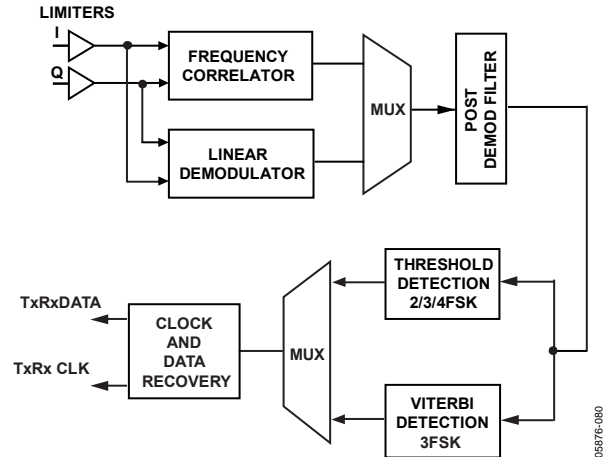 LIMITERS
I
Q
FREQUENCY
CORRELATOR
LINEAR
DEMODULATOR
MUX
POST
DEMOD FILTER
THRESHOLD
DETECTION
2/3/4FSK
VITERBI
DETECTION
3FSK
MUX
CLOCK
AND
DATA
RECOVERY
TxRxDATA
TxRx CLK
05876-080